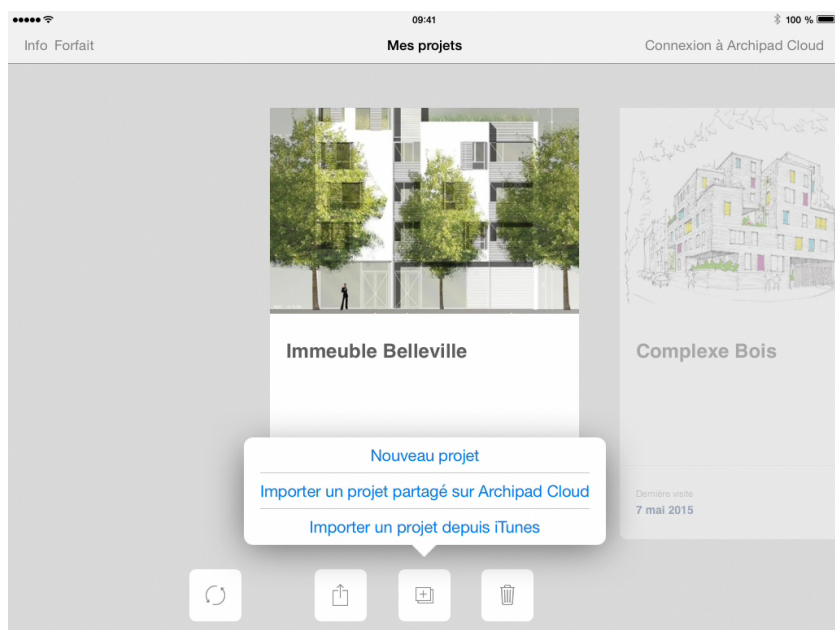 09:41
100 %
Info Forfait
Mes projets
Connexion à Archipad Cloud
Immeuble Belleville
Complexe Bois
Nouveau projet
Importer un projet partagé sur Archipad Cloud
Importer un projet depuis iTunes
Dernière visite
7 mai 2015